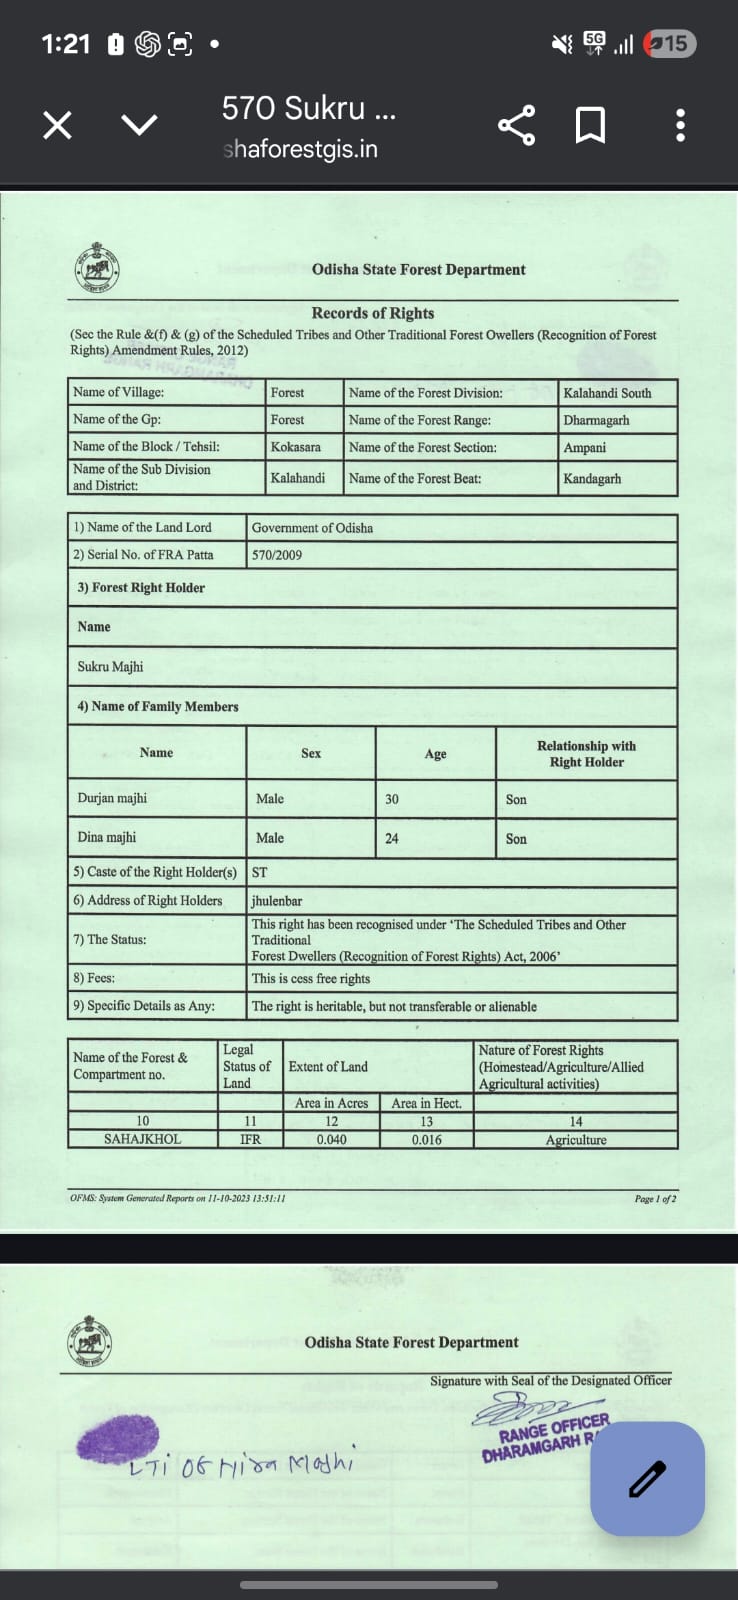 1:21
5G
15
570 Sukru ...
shaforestgis.in
Odisha State Forest Department
Records of Rights
(Sec the Rule &(f) & (g) of the Scheduled Tribes and Other Traditional Forest Owellers (Recognition of Forest
Rights) Amendment Rules, 2012)
Name of Village: Forest Name of the Forest Division: Kalahandi South
Name of the Gp: Forest Name of the Forest Range: Dharmagarh
Name of the Block / Tehsil: Kokasara Name of the Forest Section: Ampani
Name of the Sub Division
and District: Kalahandi Name of the Forest Beat: Kandagarh
1) Name of the Land Lord Government of Odisha
2) Serial No. of FRA Patta 570/2009
3) Forest Right Holder
Name
Sukru Majhi
4) Name of Family Members
Name Sex Age Relationship with
Right Holder
Durjan majhi Male 30 Son
Dina majhi Male 24 Son
5) Caste of the Right Holder(s) ST
6) Address of Right Holders jhulenbar
7) The Status: This right has been recognised under ‘The Scheduled Tribes and Other
Traditional
Forest Dwellers (Recognition of Forest Rights) Act, 2006’
8) Fees: This is cess free rights
9) Specific Details as Any: The right is heritable, but not transferable or alienable
Name of the Forest &
Compartment no.
Legal
Status of
Land
Extent of Land
Nature of Forest Rights
(Homestead/Agriculture/Allied
Agricultural activities)
Area in Acres Area in Hect.
10 11 12 13 14
SAHAJKHOL IFR 0.040 0.016 Agriculture
OFMS: System Generated Reports on 11-10-2023 13:51:11 Page 1 of 2
Odisha State Forest Department
Signature with Seal of the Designated Officer
RANGE OFFICER
DHARAMGARH
LTI OF Hira Majhi